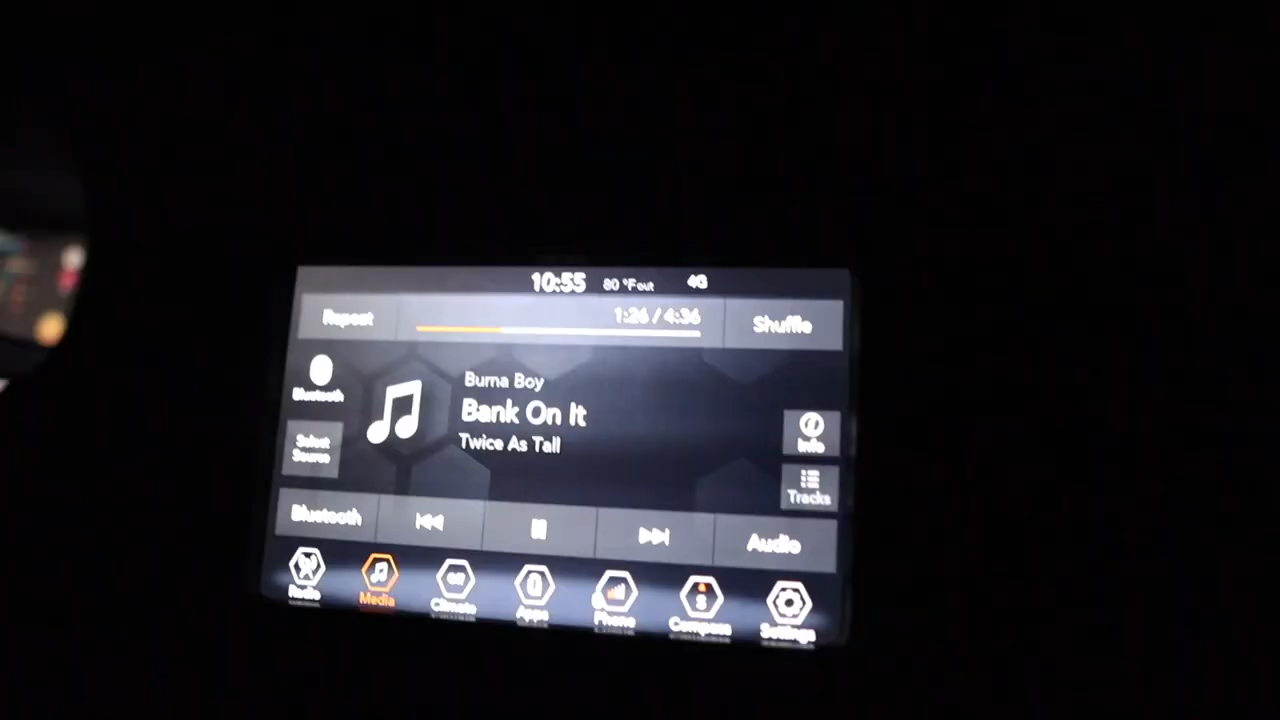 10:55 80 °F out 4G
Repeat 1:26 / 4:36 Shuffle
Bluetooth
Burna Boy
Bank On It
Twice As Tall
Select
Source
Info
Tracks
Bluetooth Audio
Radio Media Climate Apps Phone Compass Settings
Off
S